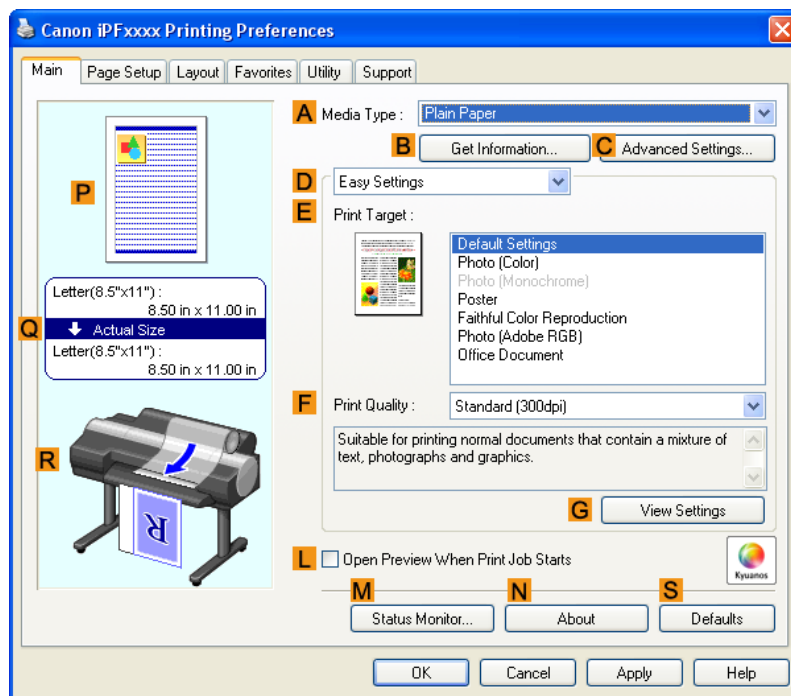 Canon iPFxxxx Printing Preferences
Main Page Setup Layout Favorites Utility Support
A Media Type : Plain Paper
B Get Information... C Advanced Settings...
D Easy Settings
E Print Target :
Default Settings
Photo (Color)
Photo (Monochrome)
Poster
Faithful Color Reproduction
Photo (Adobe RGB)
Office Document
F Print Quality : Standard (300dpi)
Suitable for printing normal documents that contain a mixture of
text, photographs and graphics.
G View Settings
P
Letter(8.5"x11") :
8.50 in x 11.00 in
Q Actual Size
Letter(8.5"x11") :
8.50 in x 11.00 in
R
R
L Open Preview When Print Job Starts
Kyuanos
M N S
Status Monitor... About Defaults
OK Cancel Apply Help